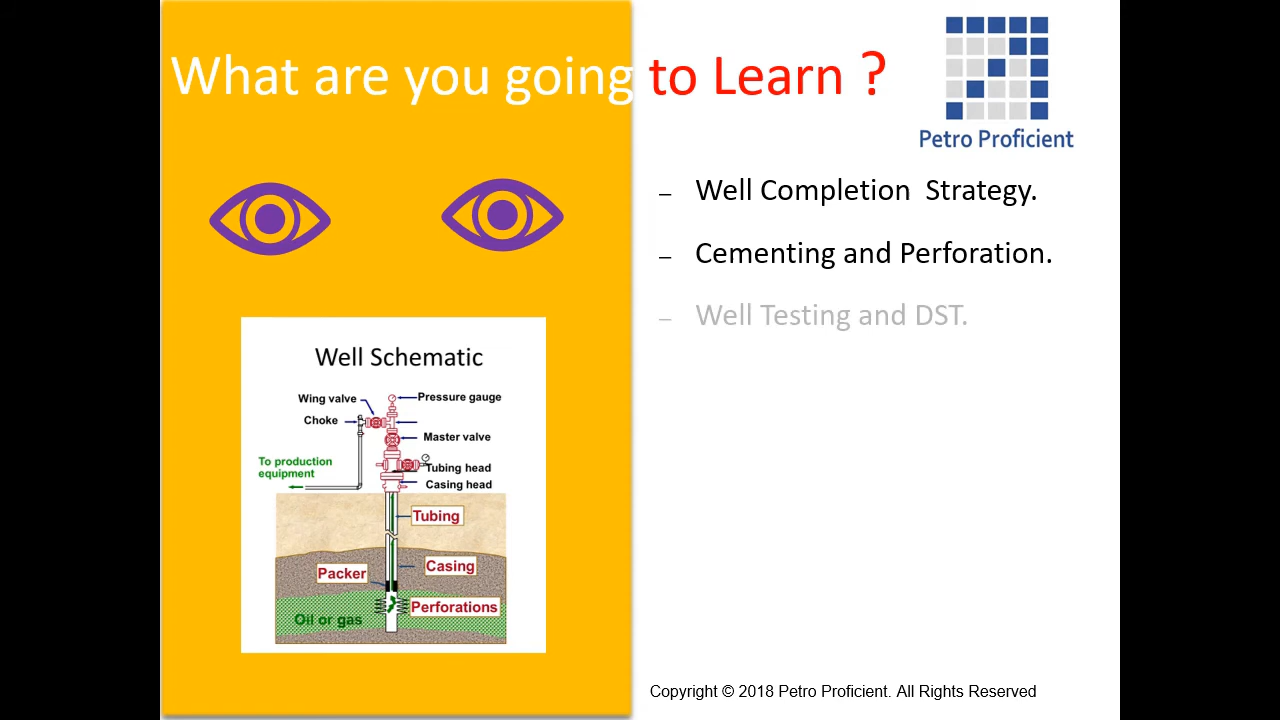 What are you going to Learn ?
Petro Proficient
– Well Completion Strategy.
– Cementing and Perforation.
– Well Testing and DST.
Well Schematic
Wing valve
Pressure gauge
Choke
Master valve
To production
equipment
Tubing head
Casing head
Tubing
Casing
Packer
Perforations
Oil or gas
Copyright © 2018 Petro Proficient. All Rights Reserved